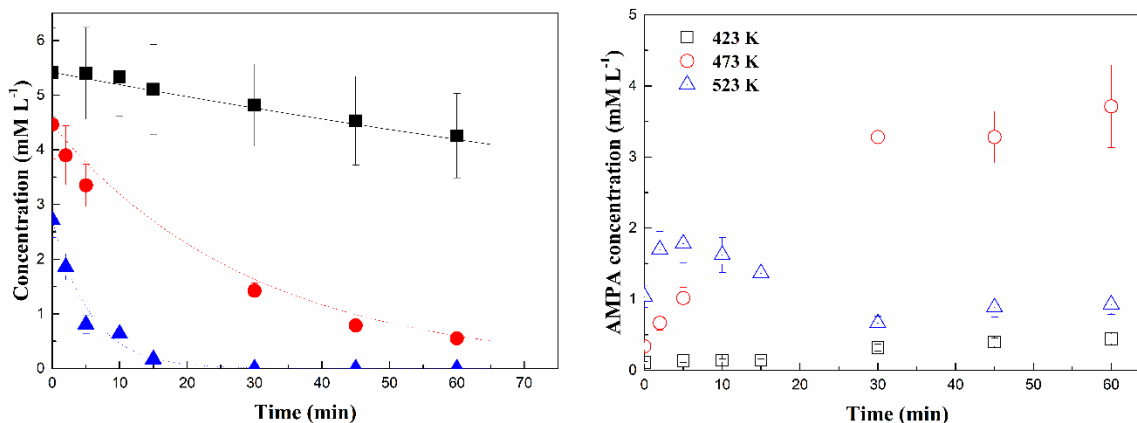 Concentration (mM L⁻¹)
6
5
4
3
2
1
0
0 10 20 30 40 50 60 70
Time (min)
AMPA concentration (mM L⁻¹)
5
4
3
2
1
0
423 K
473 K
523 K
0 10 20 30 40 50 60
Time (min)